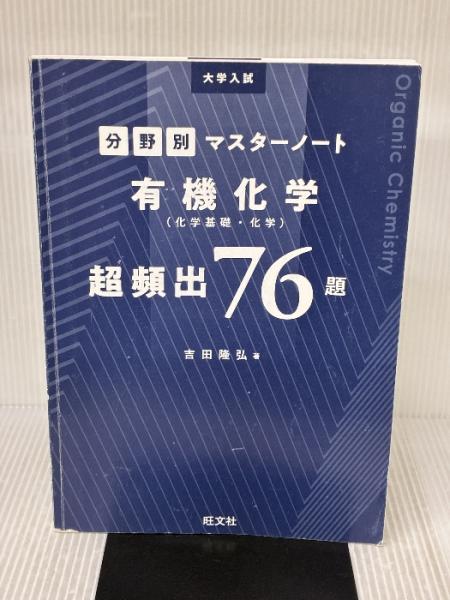 大学入試
分野別 マスターノート
有機化学
(化学基礎・化学)
超頻出76題
吉田隆弘 著
旺文社
Organic Chemistry